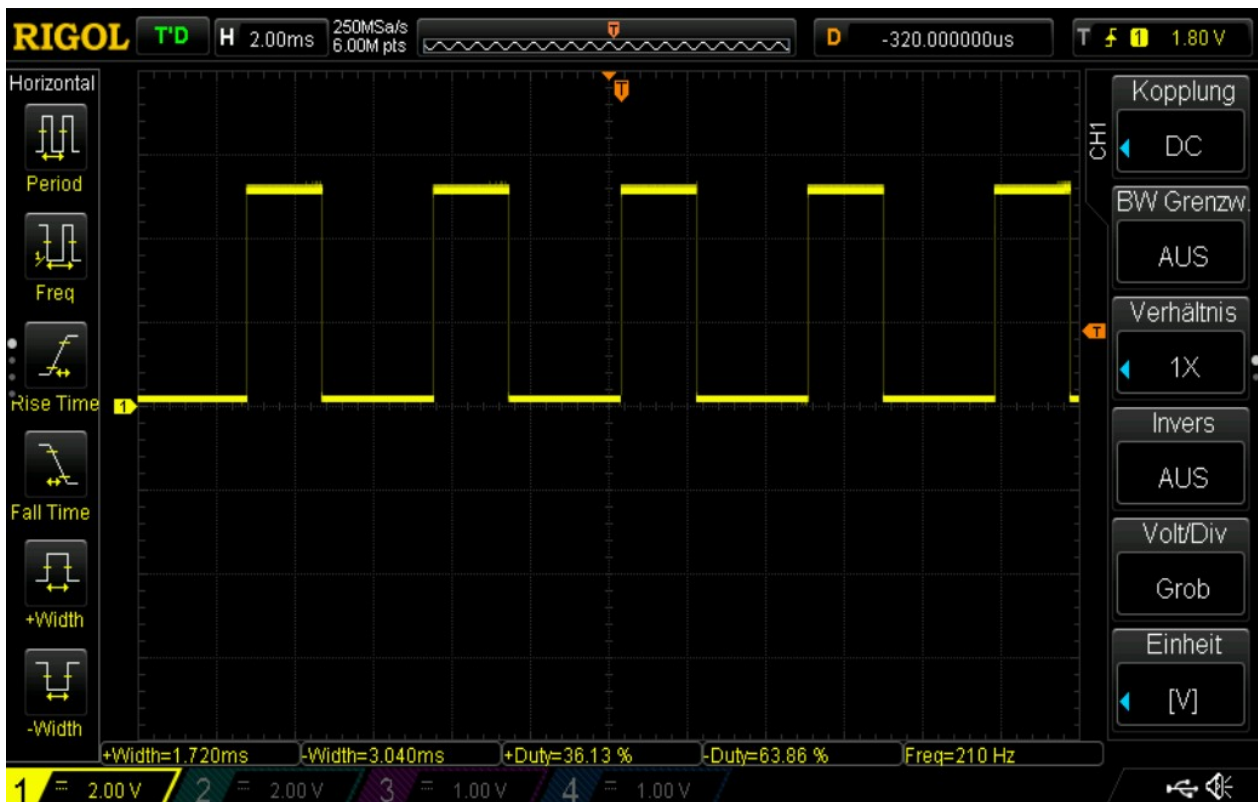 RIGOL T'D H 2.00ms 250MSa/s 6.00M pts T D -320.000000us T 1 1.80 V
Horizontal
Period
Freq
Rise Time
Fall Time
+Width
-Width
T
1
T
CH1
Kopplung
DC
BW Grenzw.
AUS
Verhältnis
1X
Invers
AUS
Volt/Div
Grob
Einheit
[V]
+Width=1.720ms -Width=3.040ms +Duty=36.13 % -Duty=63.86 % Freq=210 Hz
1 = 2.00 V 2 = 2.00 V 3 = 1.00 V 4 = 1.00 V